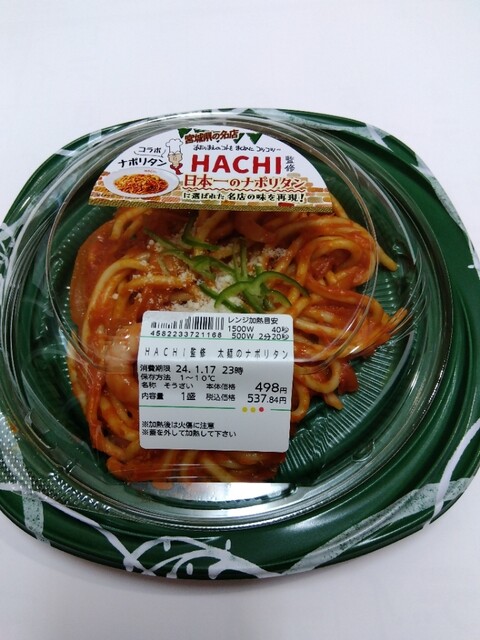 宮城県の名店
コラボ
ナポリタン
HACHI監修
日本一のナポリタン
に選ばれた名店の味を再現!
レンジ加熱目安
1500W 40秒
500W 2分20秒
4582233721168
HACHI監修 太麺のナポリタン
消費期限 24.1.17 23時
保存方法 1～10℃
名称 そうざい 本体価格 498円
内容量 1盛 税込価格 537.84円
※加熱後は火傷に注意
※蓋を外して加熱して下さい